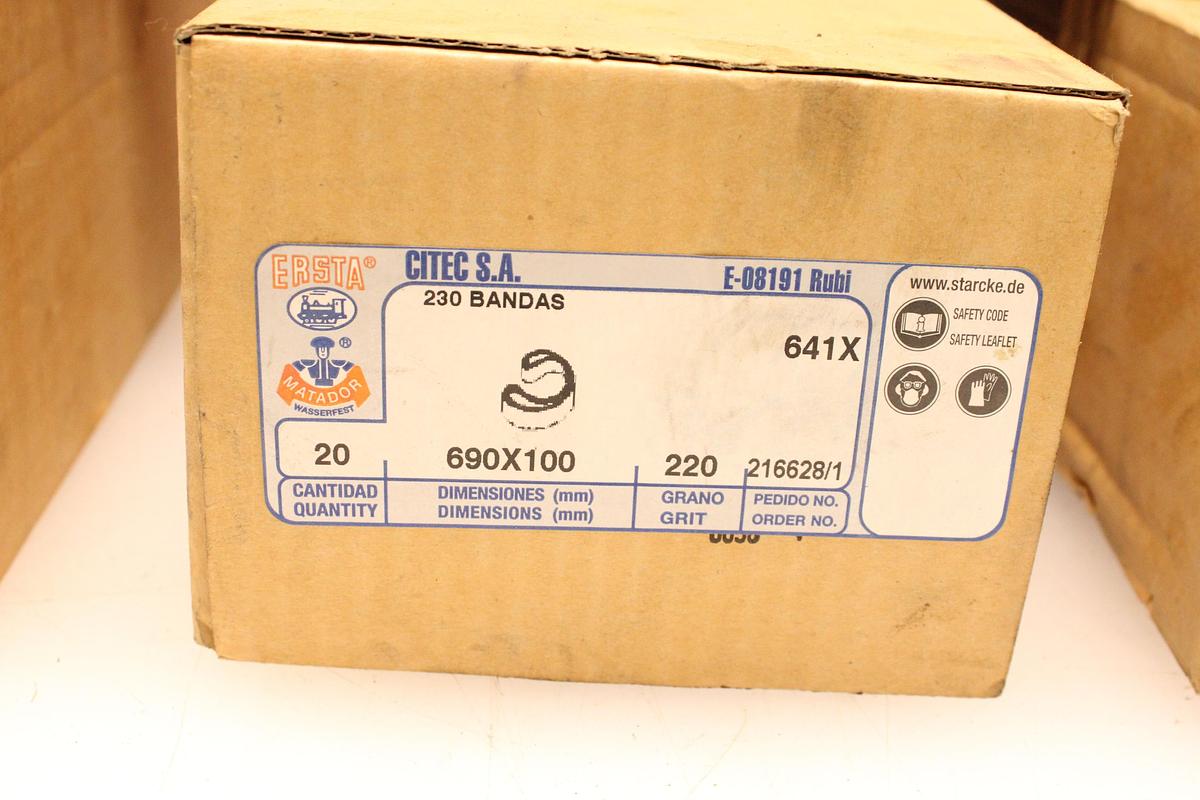 ERSTA®
CITEC S.A.
E-08191 Rubi
www.starcke.de
230 BANDAS
SAFETY CODE
SAFETY LEAFLET
641X
®
MATADOR
WASSERFEST
20
690X100
220
216628/1
CANTIDAD
QUANTITY
DIMENSIONES (mm)
DIMENSIONS (mm)
GRANO
GRIT
PEDIDO NO.
ORDER NO.